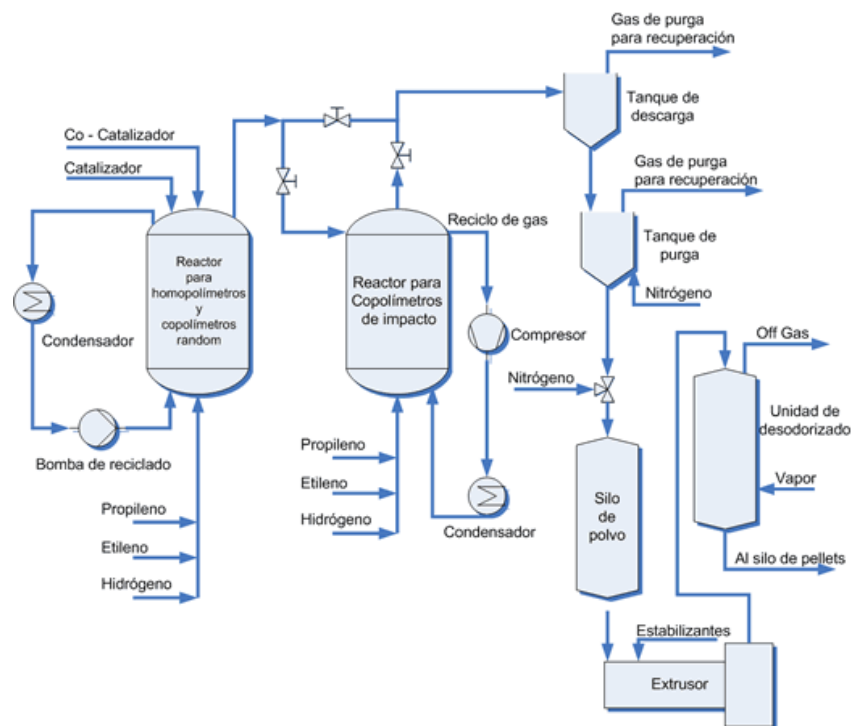 Gas de purga
para recuperación
Tanque de
descarga
Co - Catalizador
Catalizador
Gas de purga
para recuperación
Reciclo de gas
Tanque de
purga
Nitrógeno
Reactor
para
homopolímetros
y
copolímetros
random
Reactor para
Copolímetros
de impacto
Condensador
Compresor
Off Gas
Nitrógeno
Unidad de
desodorizado
Bomba de reciclado
Propileno
Etileno
Hidrógeno
Vapor
Silo
de
polvo
Propileno
Etileno
Hidrógeno
Condensador
Al silo de pellets
Estabilizantes
Extrusor